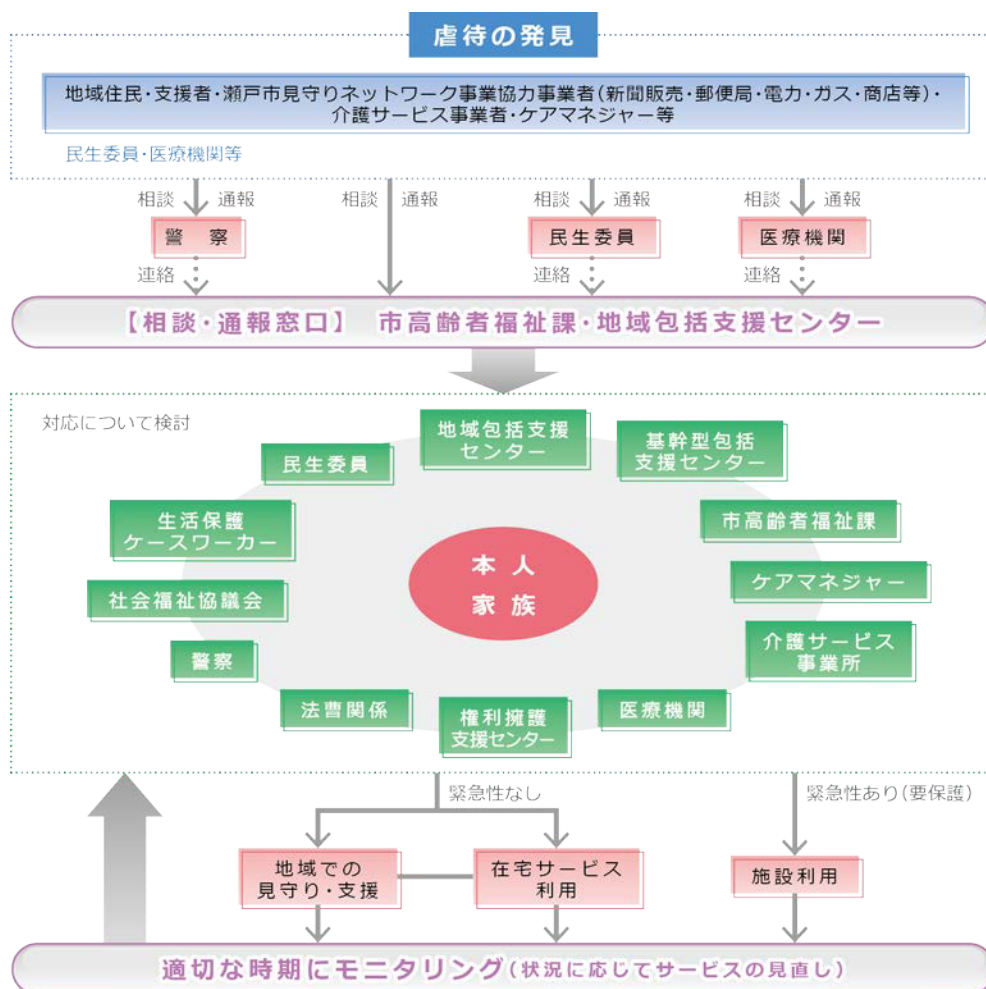 虐待の発見
地域住民・支援者・瀬戸市見守りネットワーク事業協力事業者(新聞販売・郵便局・電力・ガス・商店等)・
介護サービス事業者・ケアマネジャー等
民生委員・医療機関等
相談 通報
相談 通報
相談 通報
相談 通報
警 察
民生委員
医療機関
連絡
連絡
連絡
【相談・通報窓口】 市高齢者福祉課・地域包括支援センター
対応について検討
地域包括支援
センター
基幹型包括
支援センター
民生委員
生活保護
ケースワーカー
市高齢者福祉課
本人
家族
ケアマネジャー
社会福祉協議会
介護サービス
事業所
警察
法曹関係
権利擁護
支援センター
医療機関
緊急性なし
緊急性あり(要保護)
地域での
見守り・支援
在宅サービス
利用
施設利用
適切な時期にモニタリング(状況に応じてサービスの見直し)